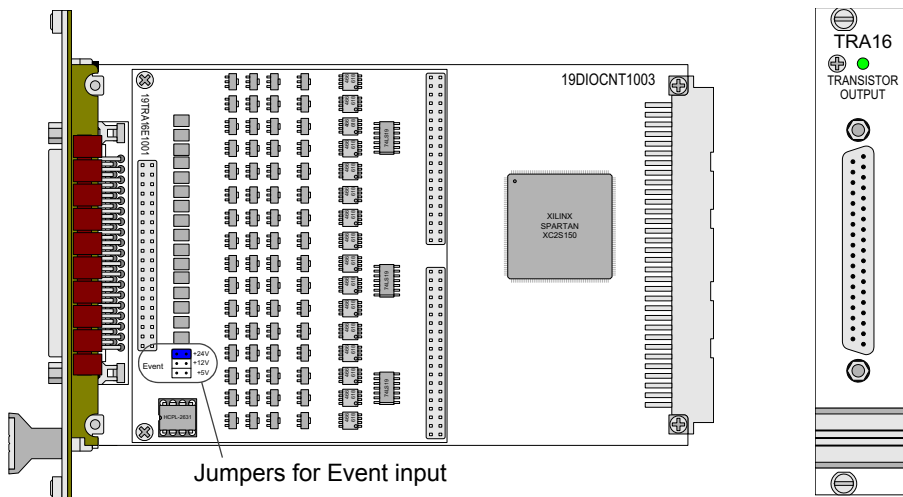 19DIOCNT1003
19TRA16E1001
74LS19
XILINX
SPARTAN
XC2S150
74LS19
Event
+24V
+12V
+5V
74LS19
HCPL-2631
Jumpers for Event input
TRA16
TRANSISTOR
OUTPUT